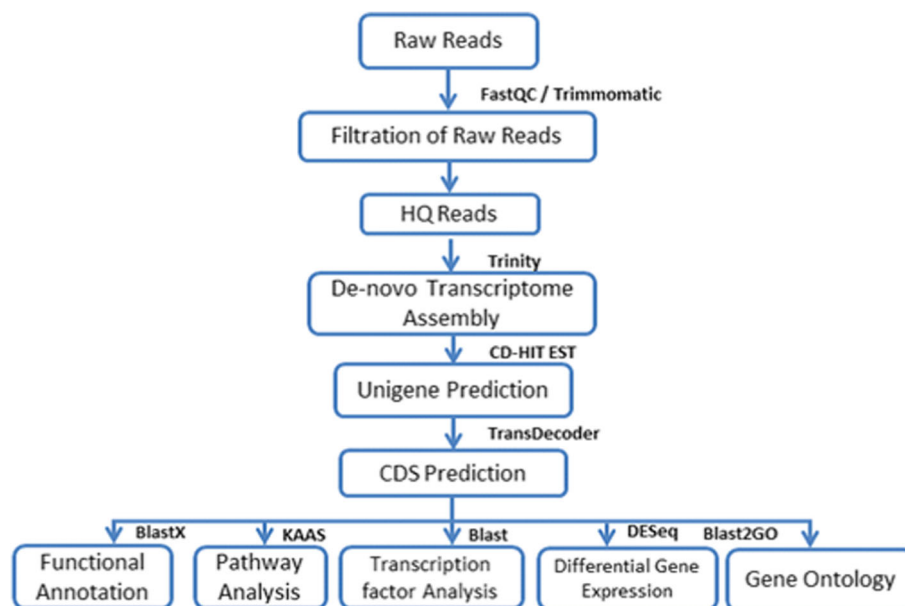 Raw Reads
FastQC / Trimmomatic
Filtration of Raw Reads
HQ Reads
Trinity
De-novo Transcriptome
Assembly
CD-HIT EST
Unigene Prediction
TransDecoder
CDS Prediction
BlastX
KAAS
Blast
DESeq
Blast2GO
Functional
Annotation
Pathway
Analysis
Transcription
factor Analysis
Differential Gene
Expression
Gene Ontology